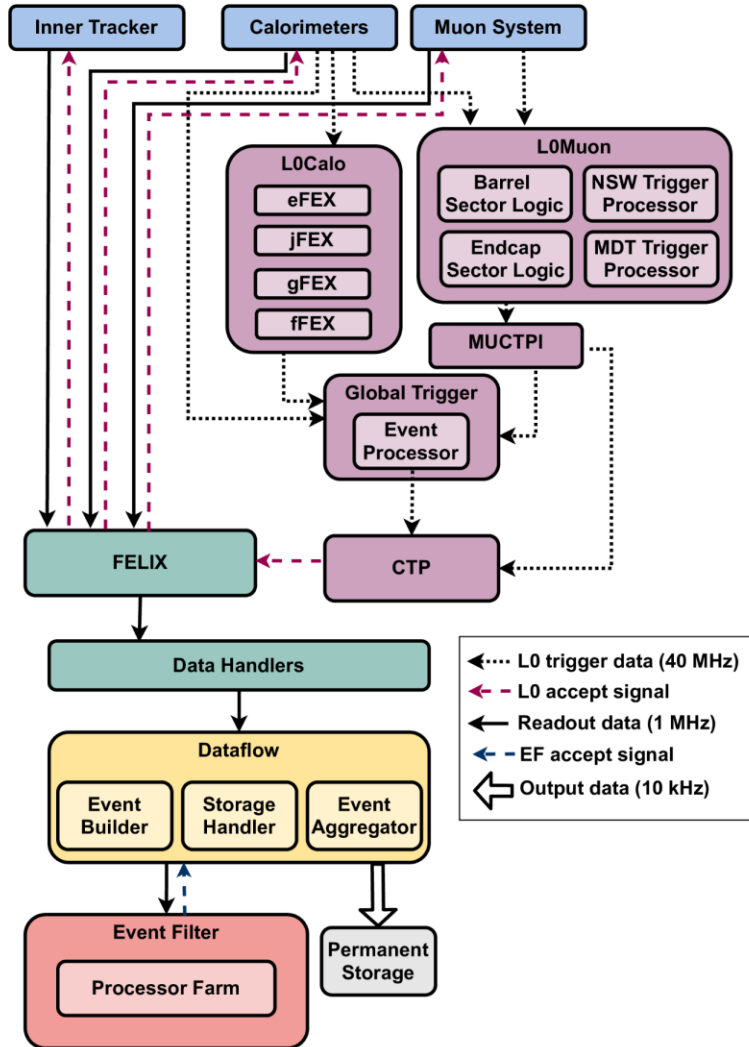 Inner Tracker
Calorimeters
Muon System
L0Calo
eFEX
jFEX
gFEX
fFEX
L0Muon
Barrel
Sector Logic
NSW Trigger
Processor
Endcap
Sector Logic
MDT Trigger
Processor
MUCTPI
Global Trigger
Event
Processor
FELIX
CTP
Data Handlers
Dataflow
Event
Builder
Storage
Handler
Event
Aggregator
Event Filter
Processor Farm
Permanent
Storage
L0 trigger data (40 MHz)
L0 accept signal
Readout data (1 MHz)
EF accept signal
Output data (10 kHz)